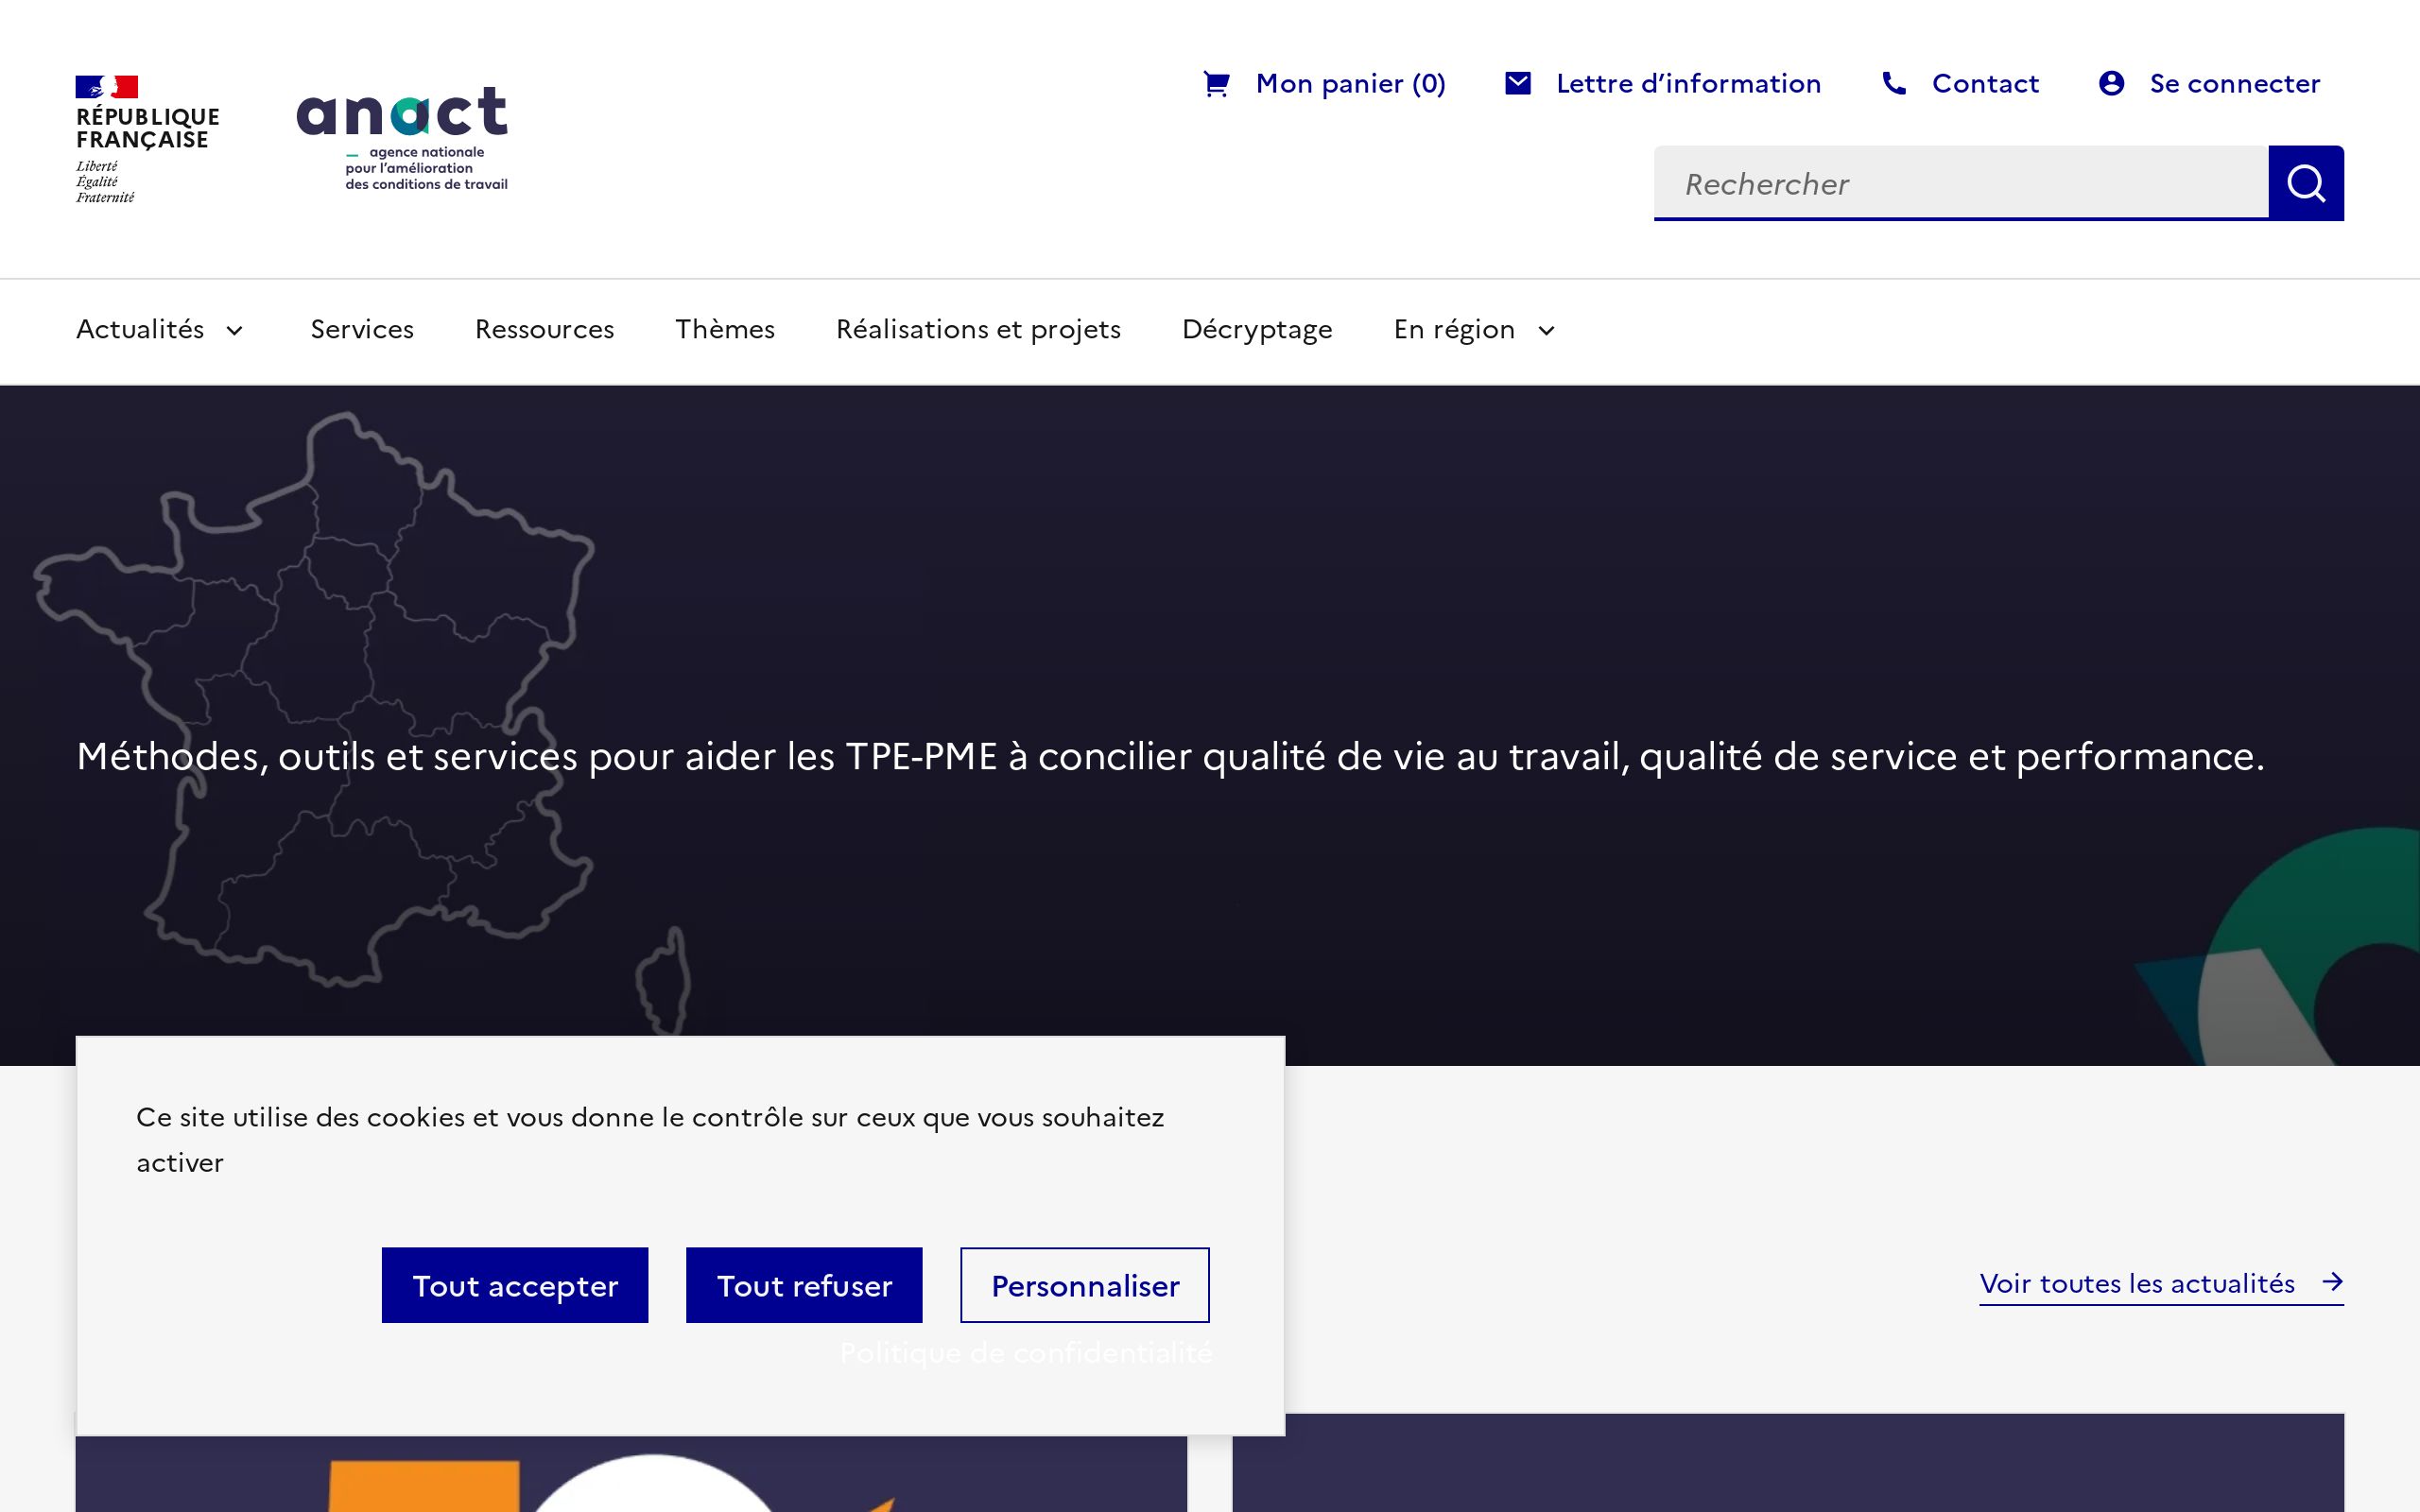 RÉPUBLIQUE
FRANÇAISE
Liberté
Égalité
Fraternité
anact
_ agence nationale
pour l’amélioration
des conditions de travail
Mon panier (0)
Lettre d’information
Contact
Se connecter
Rechercher
Actualités
Services
Ressources
Thèmes
Réalisations et projets
Décryptage
En région
Méthodes, outils et services pour aider les TPE-PME à concilier qualité de vie au travail, qualité de service et performance.
Ce site utilise des cookies et vous donne le contrôle sur ceux que vous souhaitez
activer
Tout accepter
Tout refuser
Personnaliser
Politique de confidentialité
Voir toutes les actualités